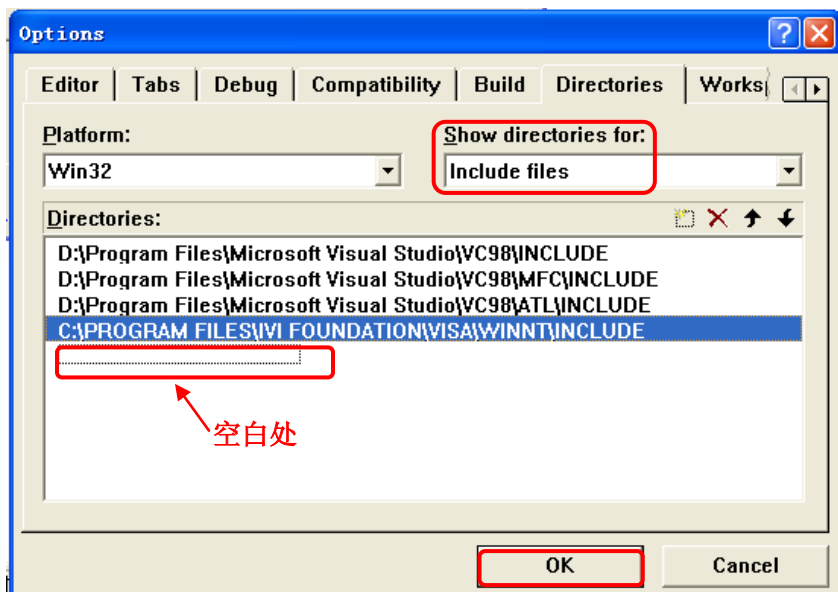 Options
Editor Tabs Debug Compatibility Build Directories Works
Platform: Show directories for:
Win32 Include files
Directories:
D:\Program Files\Microsoft Visual Studio\VC98\INCLUDE
D:\Program Files\Microsoft Visual Studio\VC98\MFC\INCLUDE
D:\Program Files\Microsoft Visual Studio\VC98\ATL\INCLUDE
C:\PROGRAM FILES\IVI FOUNDATION\VISA\WINNT\INCLUDE
空白处
OK Cancel